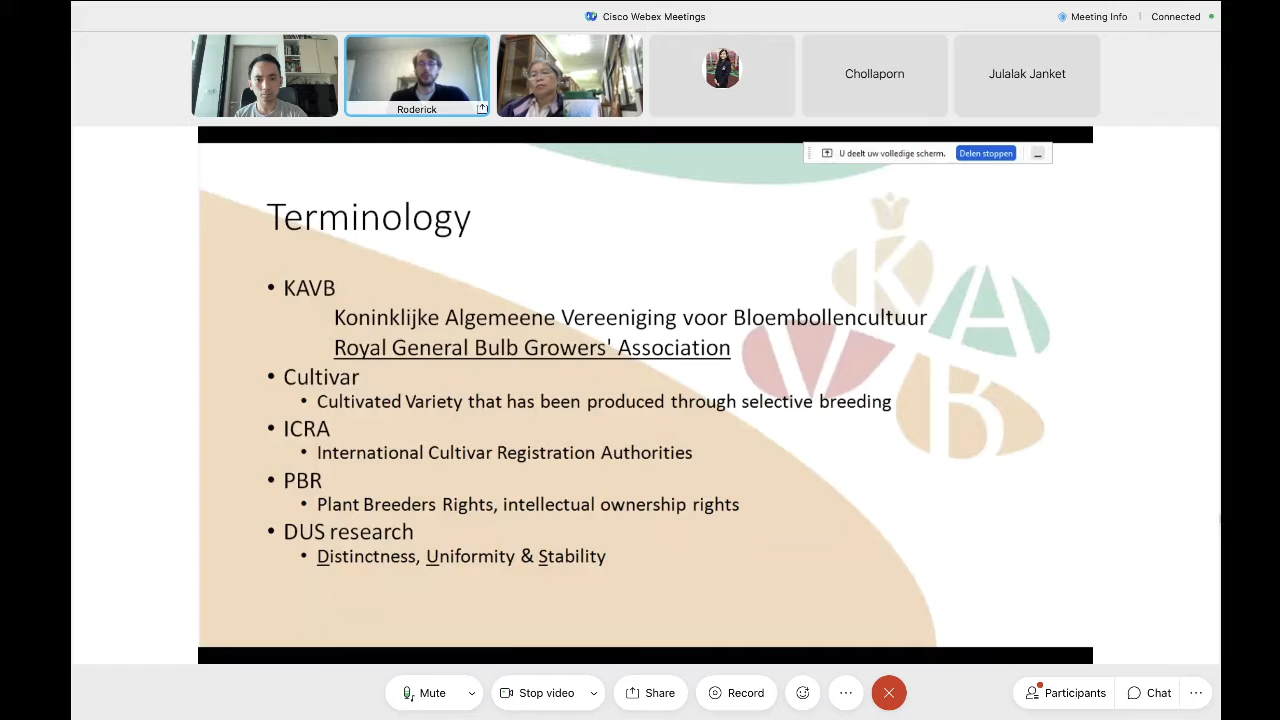 Cisco Webex Meetings
Meeting Info
Connected
Roderick
Chollaporn
Julalak Janket
U deelt uw volledige scherm.
Delen stoppen
Terminology
• KAVB
Koninklijke Algemeene Vereeniging voor Bloembollencultuur
Royal General Bulb Growers' Association
• Cultivar
• Cultivated Variety that has been produced through selective breeding
• ICRA
• International Cultivar Registration Authorities
• PBR
• Plant Breeders Rights, intellectual ownership rights
• DUS research
• Distinctness, Uniformity & Stability
K A V B
Mute
Stop video
Share
Record
Participants
Chat